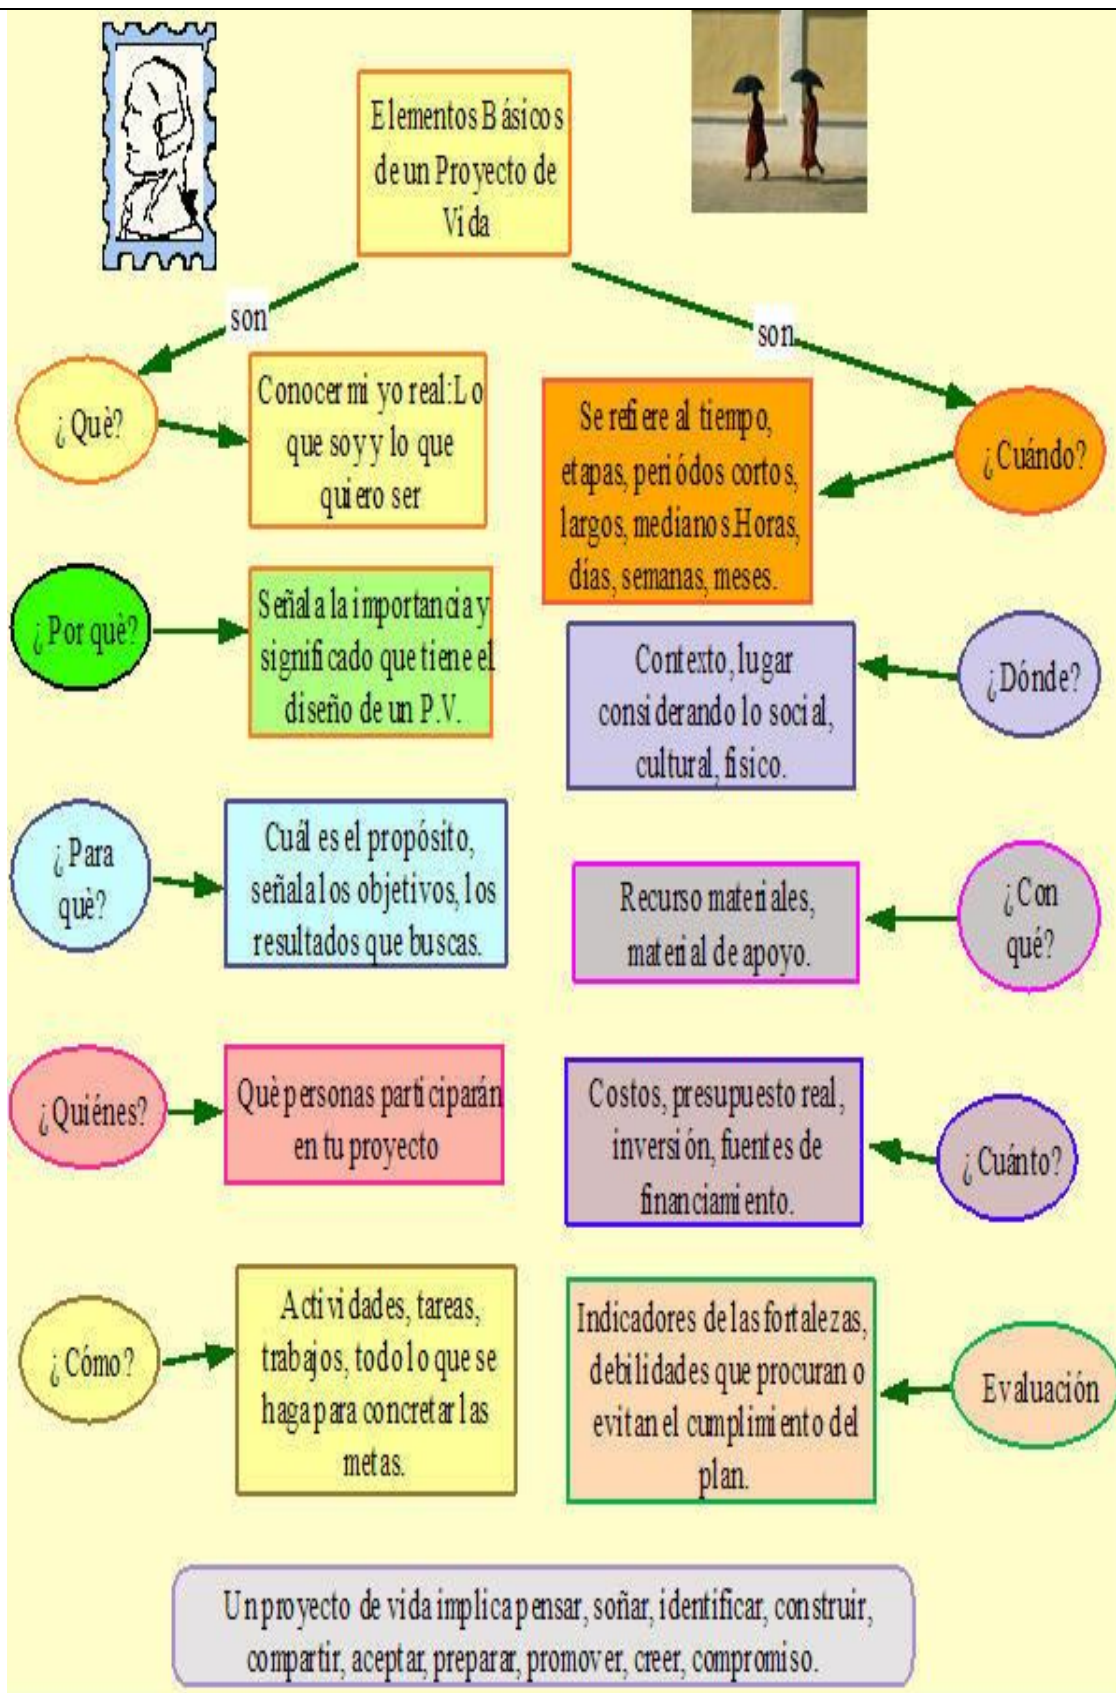 Elementos Básicos
de un Proyecto de
Vida
son
son
¿Què?
Conocer mi yo real:Lo
que soy y lo que
quiero ser
¿Por què?
Señala la importancia y
significado que tiene el
diseño de un P.V.
¿Para
què?
Cuál es el propósito,
señala los objetivos, los
resultados que buscas.
¿Quiénes?
Què personas participarán
en tu proyecto
¿Cómo?
Actividades, tareas,
trabajos, todo lo que se
haga para concretar las
metas.
¿Cuándo?
Se refiere al tiempo,
etapas, periódos cortos,
largos, medianos.Horas,
días, semanas, meses.
¿Dónde?
Contexto, lugar
considerando lo social,
cultural, fisico.
¿Con
qué?
Recurso materiales,
material de apoyo.
¿Cuánto?
Costos, presupuesto real,
inversión, fuentes de
financiamiento.
Evaluación
Indicadores de las fortalezas,
debilidades que procuran o
evitan el cumplimiento del
plan.
Un proyecto de vida implica pensar, soñar, identificar, construir,
compartir, aceptar, preparar, promover, creer, compromiso.